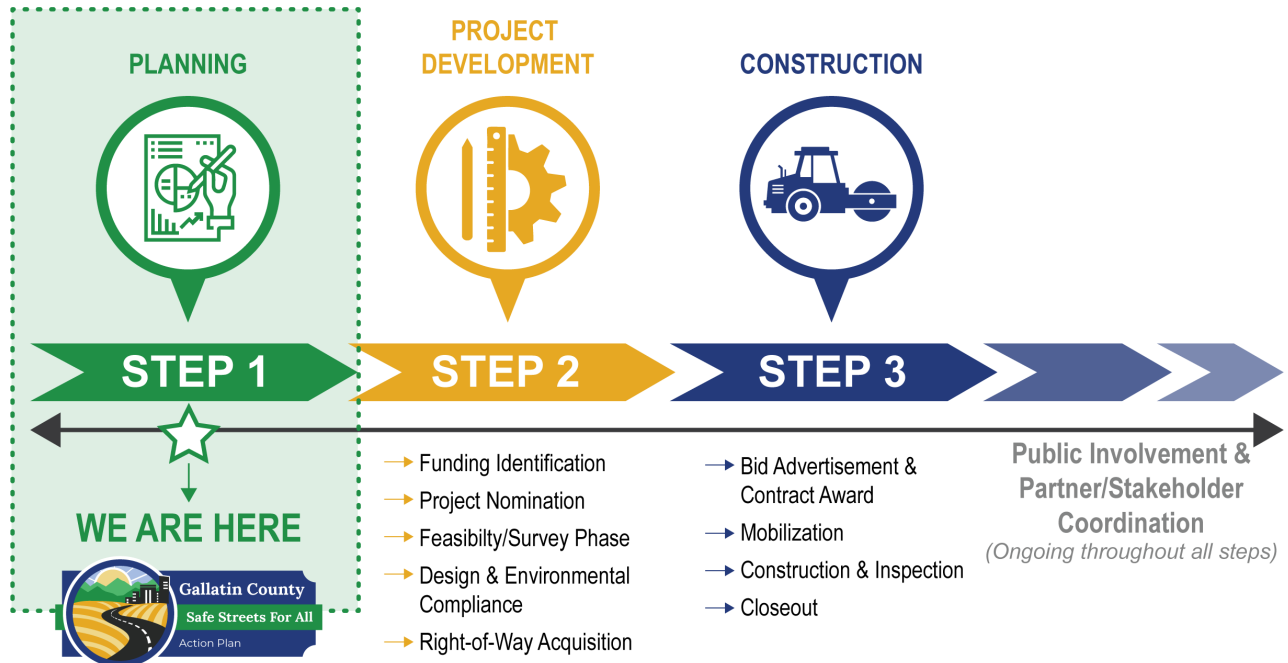 PLANNING
PROJECT
DEVELOPMENT
CONSTRUCTION
STEP 1
STEP 2
STEP 3
WE ARE HERE
Gallatin County
Safe Streets For All
Action Plan
Funding Identification
Project Nomination
Feasibilty/Survey Phase
Design & Environmental
Compliance
Right-of-Way Acquisition
Bid Advertisement &
Contract Award
Mobilization
Construction & Inspection
Closeout
Public Involvement &
Partner/Stakeholder
Coordination
(Ongoing throughout all steps)